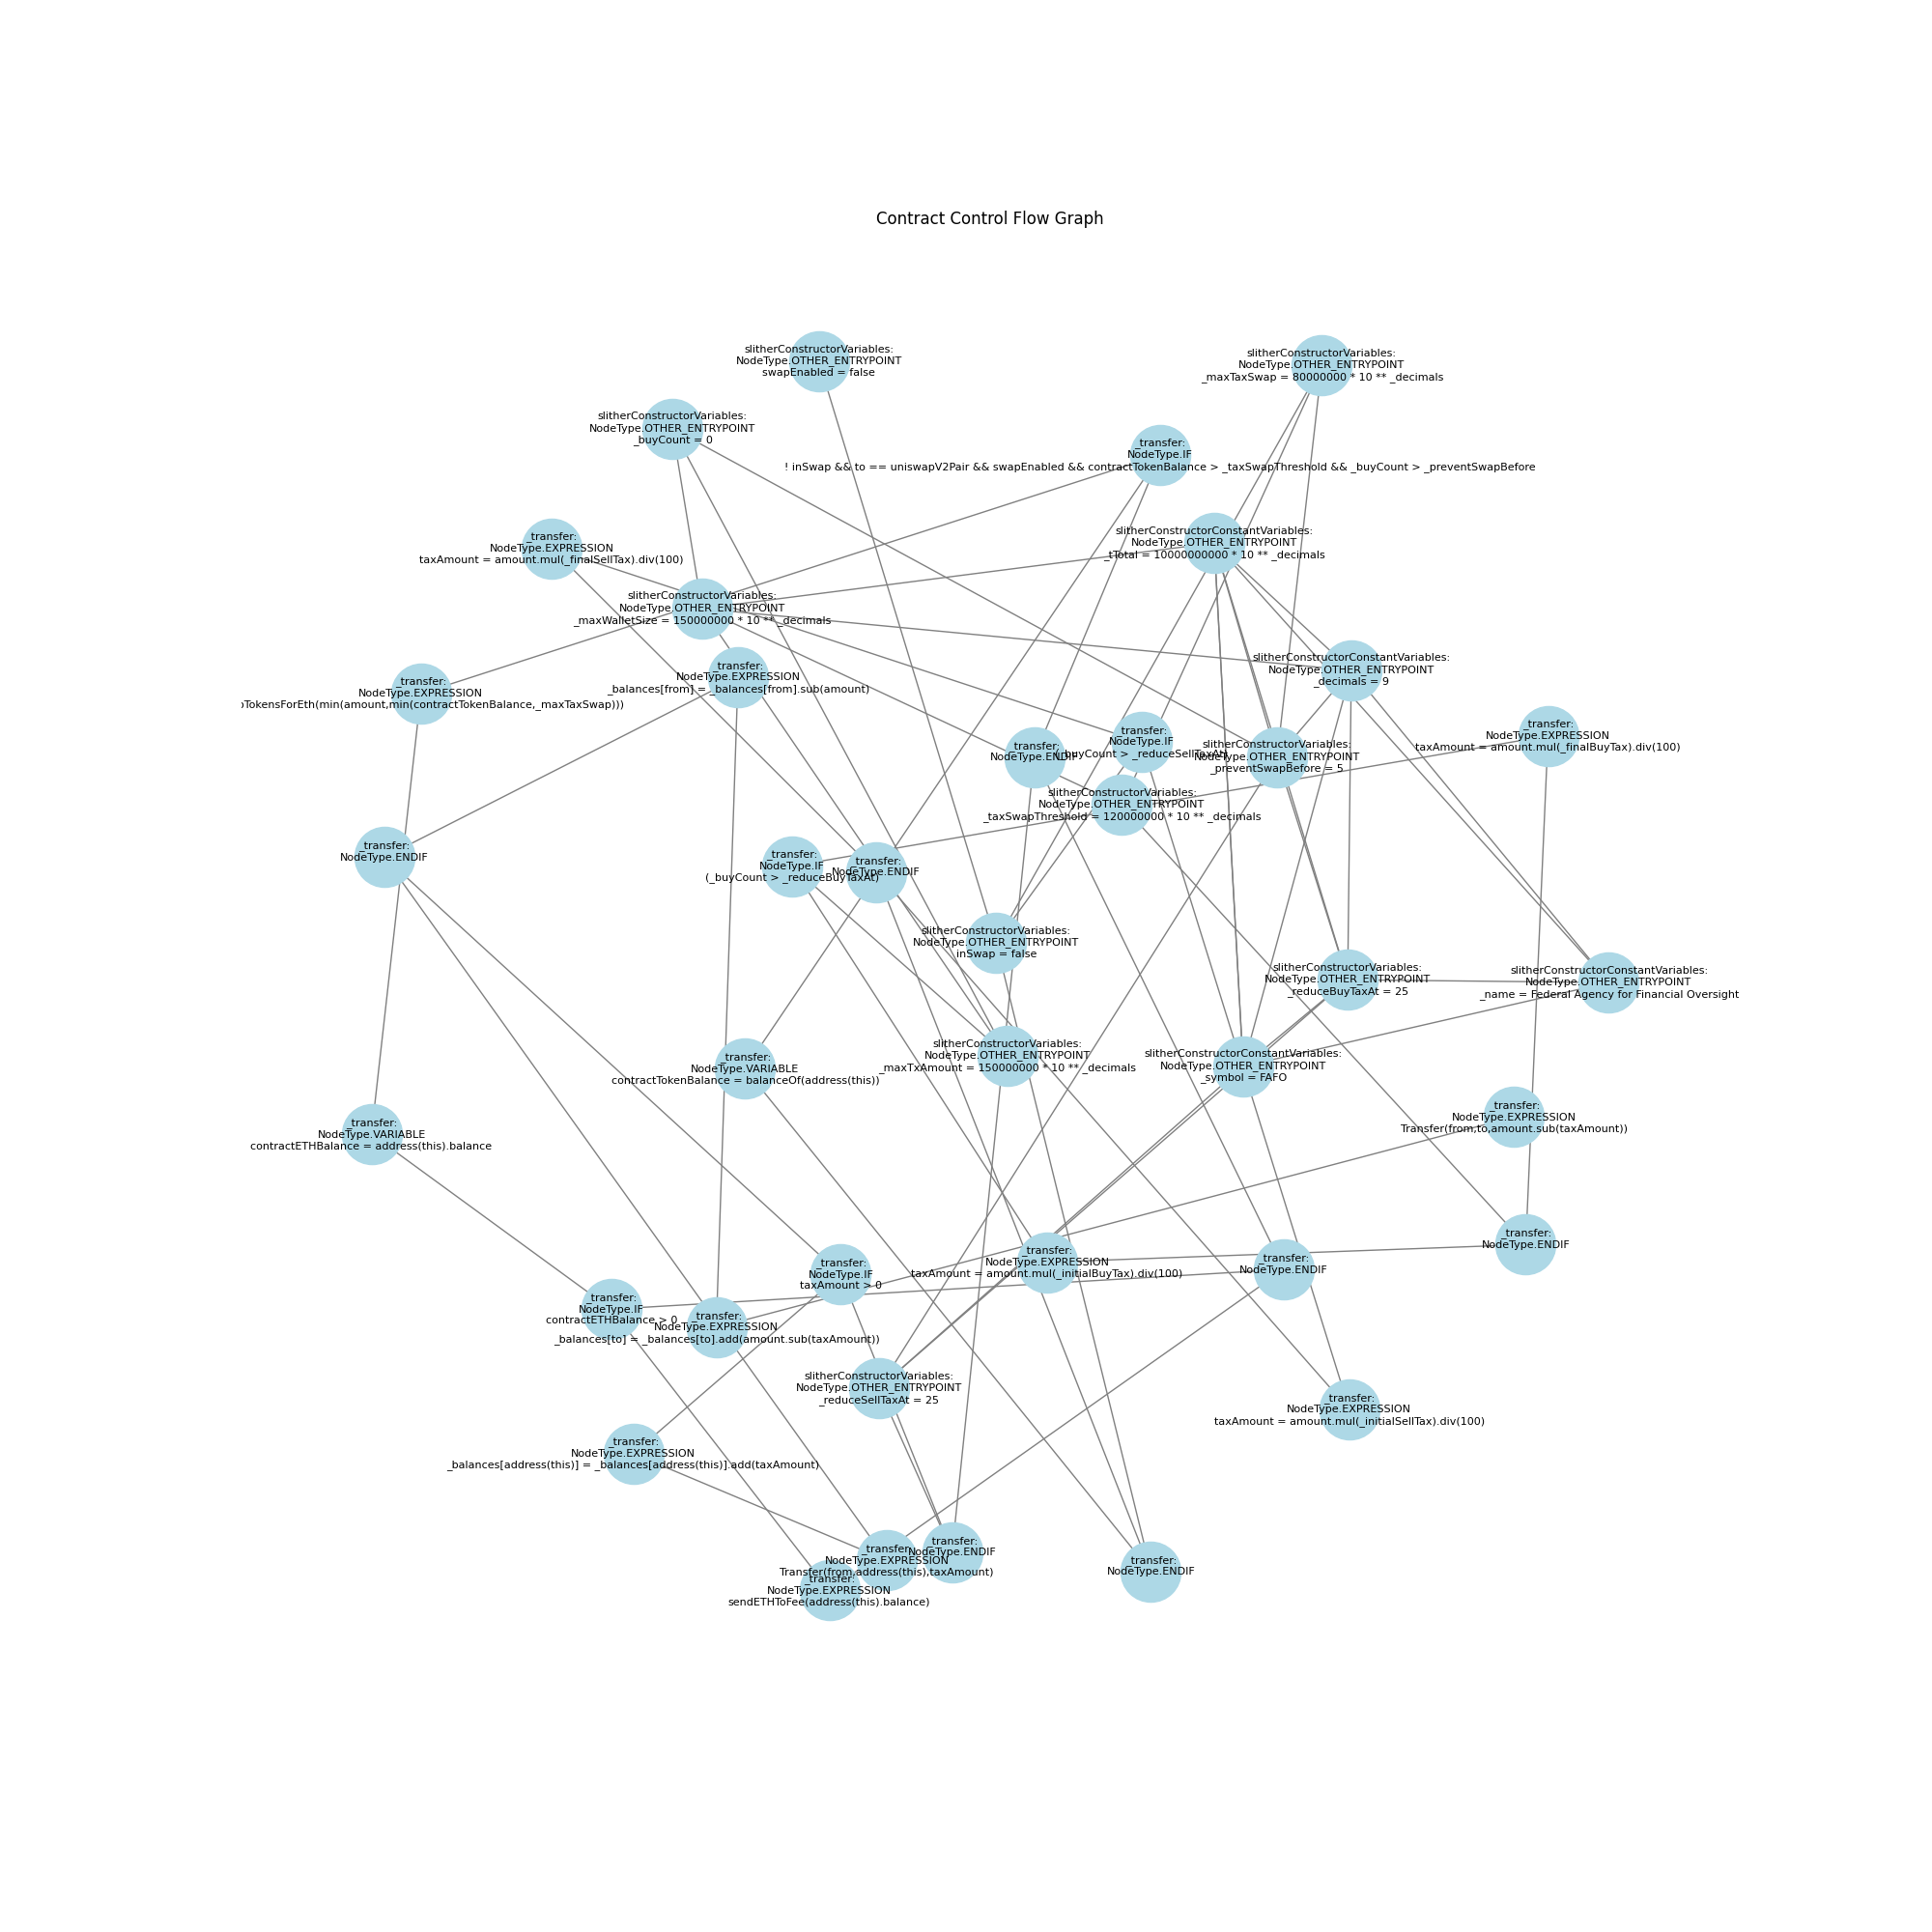 Contract Control Flow Graph
slitherConstructorVariables:
NodeType.OTHER_ENTRYPOINT
swapEnabled = false
slitherConstructorVariables:
NodeType.OTHER_ENTRYPOINT
_maxTaxSwap = 80000000 * 10 ** _decimals
slitherConstructorVariables:
NodeType.OTHER_ENTRYPOINT
_buyCount = 0
_transfer:
NodeType.IF
! inSwap && to == uniswapV2Pair && swapEnabled && contractTokenBalance > _taxSwapThreshold && _buyCount > _preventSwapBefore
slitherConstructorConstantVariables:
NodeType.OTHER_ENTRYPOINT
_tTotal = 10000000000 * 10 ** _decimals
_transfer:
NodeType.EXPRESSION
taxAmount = amount.mul(_finalSellTax).div(100)
slitherConstructorVariables:
NodeType.OTHER_ENTRYPOINT
_maxWalletSize = 150000000 * 10 ** _decimals
slitherConstructorConstantVariables:
NodeType.OTHER_ENTRYPOINT
_decimals = 9
_transfer:
NodeType.EXPRESSION
_balances[from] = _balances[from].sub(amount)
_transfer:
NodeType.EXPRESSION
TokensForEth(min(amount,min(contractTokenBalance,_maxTaxSwap)))
_transfer:
NodeType.EXPRESSION
taxAmount = amount.mul(_finalBuyTax).div(100)
_transfer:
NodeType.IF
(_buyCount > _reduceSellTaxAt)
_transfer:
NodeType.ENDIF
slitherConstructorVariables:
NodeType.OTHER_ENTRYPOINT
_preventSwapBefore = 5
slitherConstructorVariables:
NodeType.OTHER_ENTRYPOINT
_taxSwapThreshold = 120000000 * 10 ** _decimals
_transfer:
NodeType.ENDIF
_transfer:
NodeType.IF
(_buyCount > _reduceBuyTaxAt)
_transfer:
NodeType.ENDIF
slitherConstructorVariables:
NodeType.OTHER_ENTRYPOINT
inSwap = false
slitherConstructorVariables:
NodeType.OTHER_ENTRYPOINT
_reduceBuyTaxAt = 25
slitherConstructorConstantVariables:
NodeType.OTHER_ENTRYPOINT
_name = Federal Agency for Financial Oversight
slitherConstructorVariables:
NodeType.OTHER_ENTRYPOINT
_maxTxAmount = 150000000 * 10 ** _decimals
slitherConstructorConstantVariables:
NodeType.OTHER_ENTRYPOINT
_symbol = FAFO
_transfer:
NodeType.VARIABLE
contractTokenBalance = balanceOf(address(this))
_transfer:
NodeType.EXPRESSION
Transfer(from,to,amount.sub(taxAmount))
_transfer:
NodeType.VARIABLE
contractETHBalance = address(this).balance
_transfer:
NodeType.ENDIF
_transfer:
NodeType.EXPRESSION
taxAmount = amount.mul(_initialBuyTax).div(100)
_transfer:
NodeType.ENDIF
_transfer:
NodeType.IF
taxAmount > 0
_transfer:
NodeType.IF
contractETHBalance > 0
_transfer:
NodeType.EXPRESSION
_balances[to] = _balances[to].add(amount.sub(taxAmount))
slitherConstructorVariables:
NodeType.OTHER_ENTRYPOINT
_reduceSellTaxAt = 25
_transfer:
NodeType.EXPRESSION
taxAmount = amount.mul(_initialSellTax).div(100)
_transfer:
NodeType.EXPRESSION
_balances[address(this)] = _balances[address(this)].add(taxAmount)
_transfer:
NodeType.ENDIF
_transfer:
NodeType.EXPRESSION
Transfer(from,address(this),taxAmount)
_transfer:
NodeType.ENDIF
_transfer:
NodeType.EXPRESSION
sendETHToFee(address(this).balance)